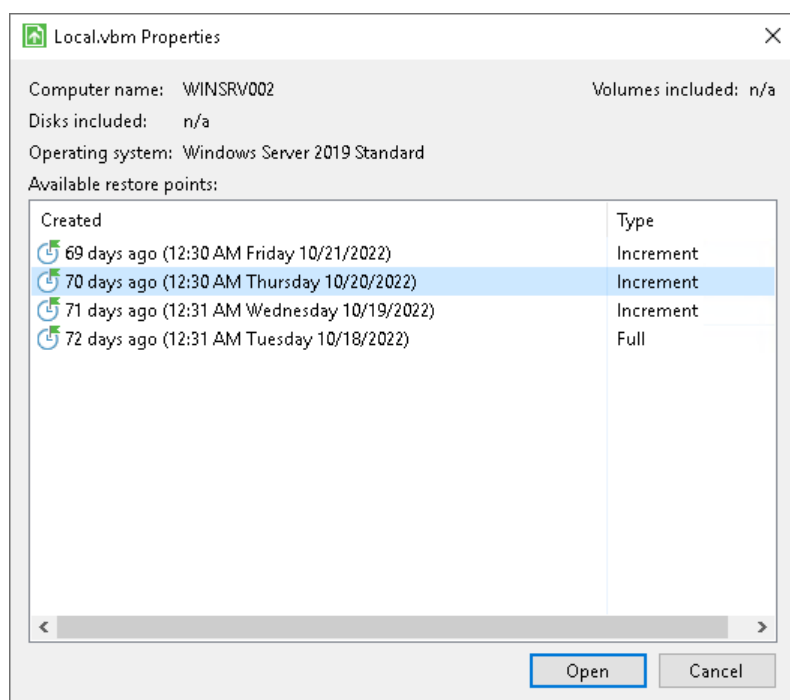 Local.vbm Properties
Computer name: WINSRV002 Volumes included: n/a
Disks included: n/a
Operating system: Windows Server 2019 Standard
Available restore points:
Created Type
69 days ago (12:30 AM Friday 10/21/2022) Increment
70 days ago (12:30 AM Thursday 10/20/2022) Increment
71 days ago (12:31 AM Wednesday 10/19/2022) Increment
72 days ago (12:31 AM Tuesday 10/18/2022) Full
Open Cancel